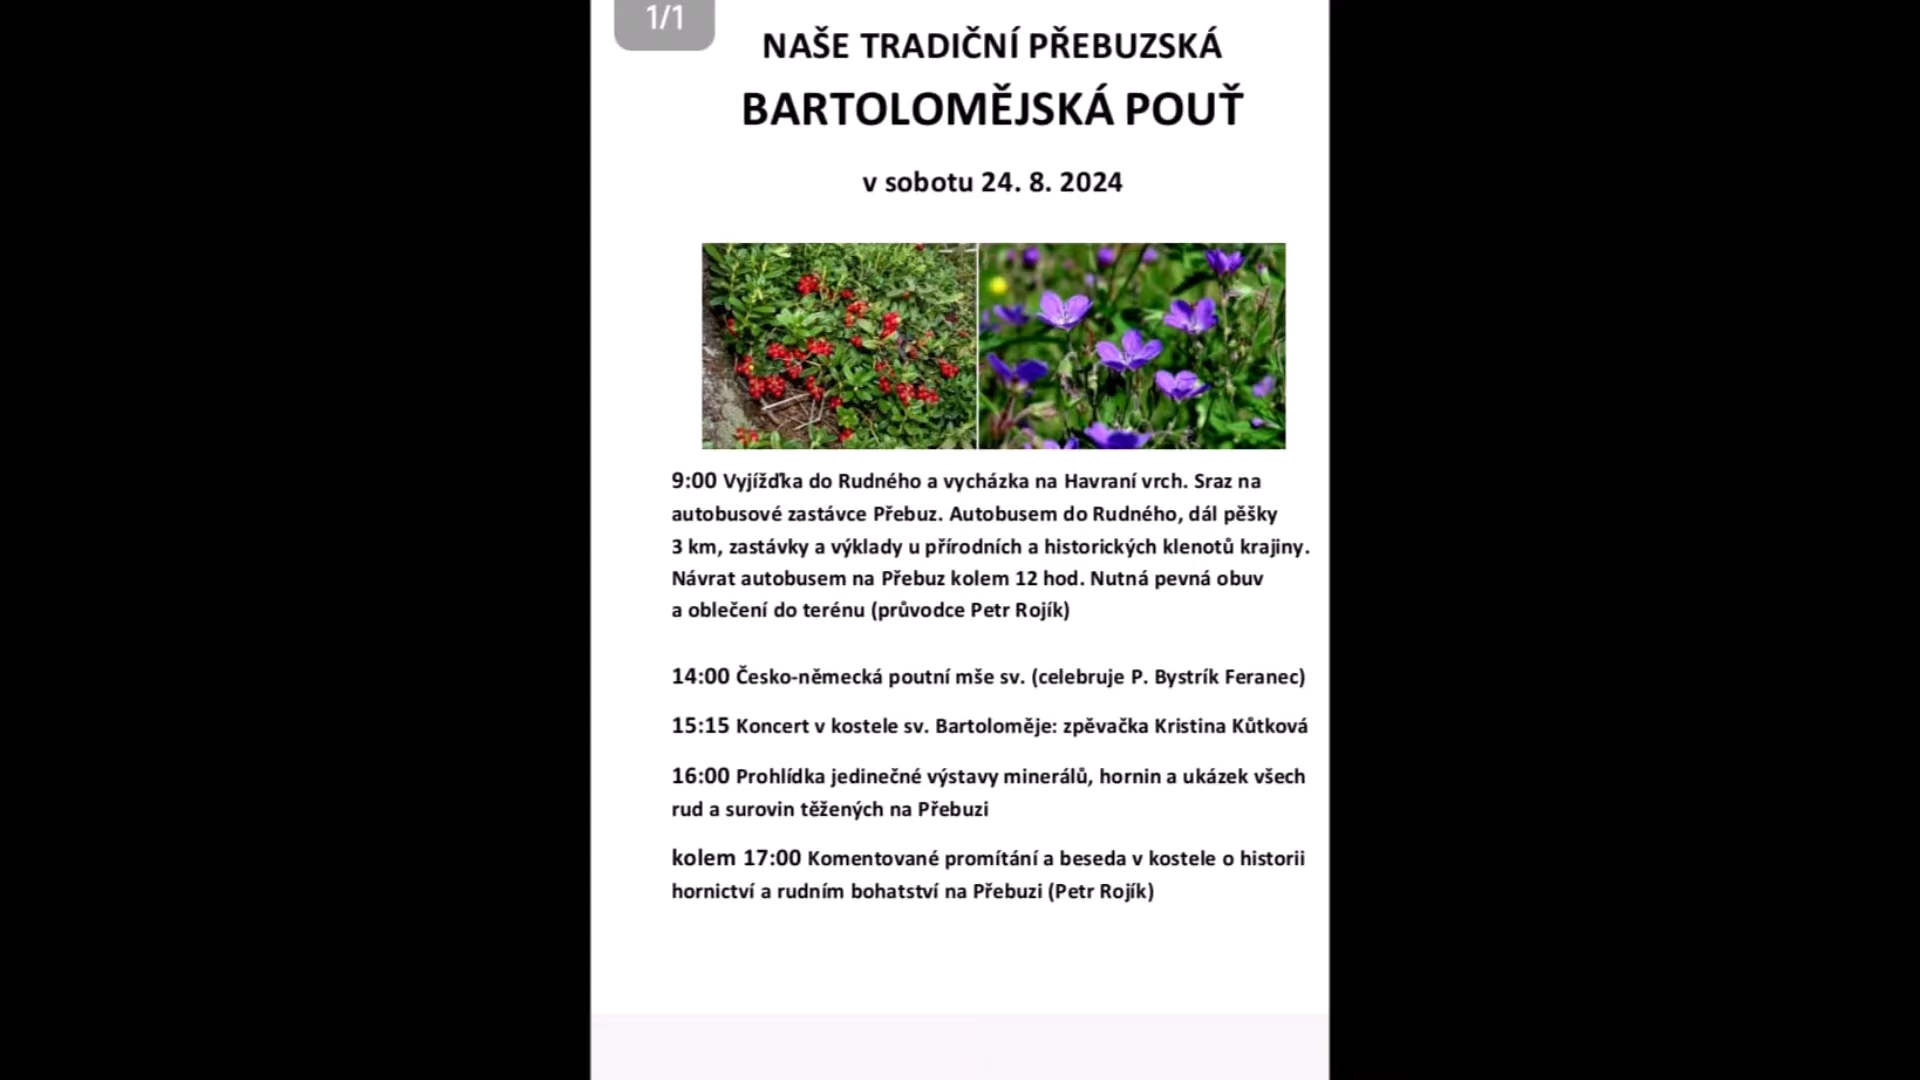 1/1
NAŠE TRADIČNÍ PŘEBUZSKÁ
BARTOLOMĚJSKÁ POUŤ
v sobotu 24. 8. 2024
9:00 Vyjížďka do Rudného a vycházka na Havraní vrch. Sraz na
autobusové zastávce Přebuz. Autobusem do Rudného, dál pěšky
3 km, zastávky a výklady u přírodních a historických klenotů krajiny.
Návrat autobusem na Přebuz kolem 12 hod. Nutná pevná obuv
a oblečení do terénu (průvodce Petr Rojík)
14:00 Česko-německá poutní mše sv. (celebruje P. Bystrík Feranec)
15:15 Koncert v kostele sv. Bartoloměje: zpěvačka Kristina Kůtková
16:00 Prohlídka jedinečné výstavy minerálů, hornin a ukázek všech
rud a surovin těžených na Přebuzi
kolem 17:00 Komentované promítání a beseda v kostele o historii
hornictví a rudním bohatství na Přebuzi (Petr Rojík)